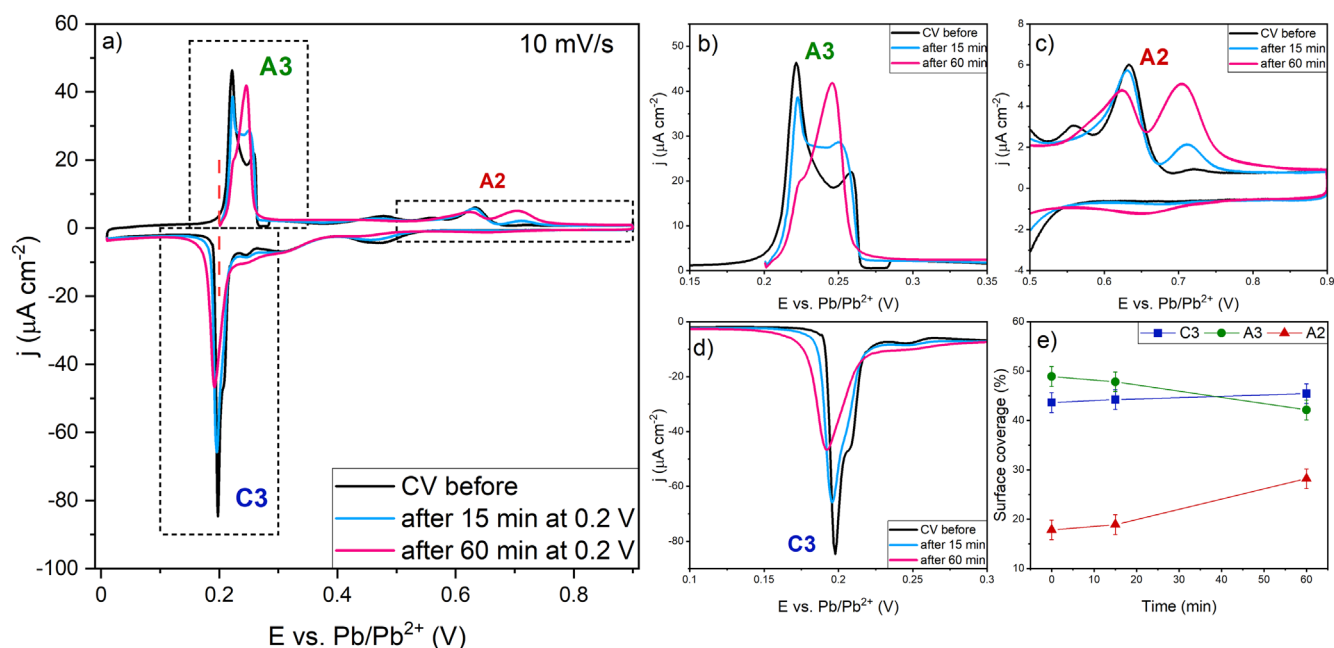 a)
10 mV/s
A3
A2
C3
j (µA cm⁻²)
60
40
20
0
-20
-40
-60
-80
-100
0
0.2
0.4
0.6
0.8
E vs. Pb/Pb²⁺ (V)
CV before
after 15 min at 0.2 V
after 60 min at 0.2 V
b)
A3
CV before
after 15 min
after 60 min
j (µA cm⁻²)
50
40
30
20
10
0
0.15
0.20
0.25
0.30
0.35
E vs. Pb/Pb²⁺ (V)
c)
A2
CV before
after 15 min
after 60 min
j (µA cm⁻²)
8
6
4
2
0
-2
-4
0.5
0.6
0.7
0.8
0.9
E vs. Pb/Pb²⁺ (V)
d)
C3
CV before
after 15 min
after 60 min
j (µA cm⁻²)
0
-20
-40
-60
-80
0.1
0.15
0.2
0.25
0.3
E vs. Pb/Pb²⁺ (V)
e)
C3 A3 A2
Surface coverage (%)
60
50
40
30
20
10
0
10
20
30
40
50
60
Time (min)